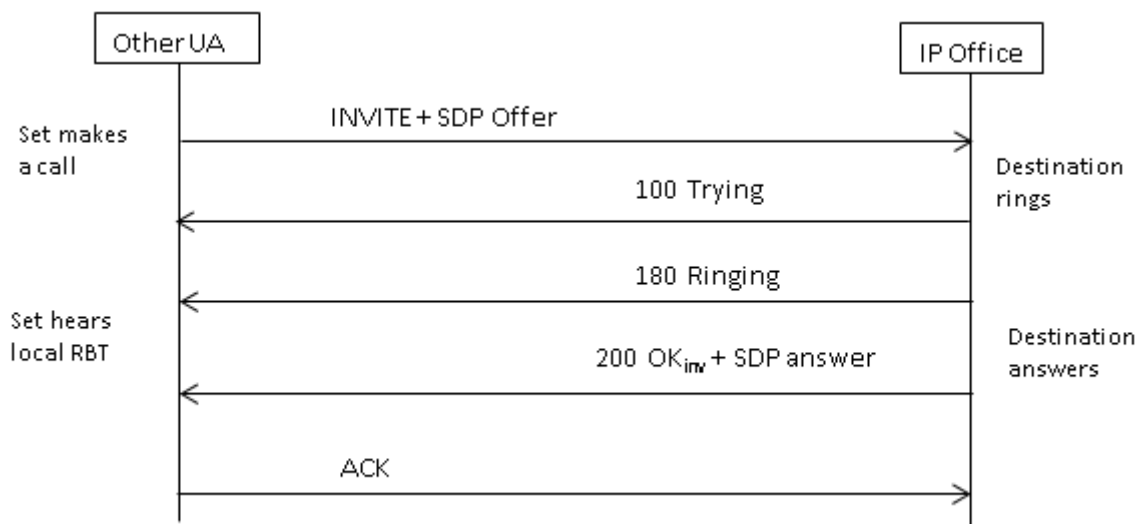 Other UA
IP Office
INVITE + SDP Offer
Set makes
a call
Destination
rings
100 Trying
180 Ringing
Set hears
local RBT
Destination
answers
200 OKinv + SDP answer
ACK